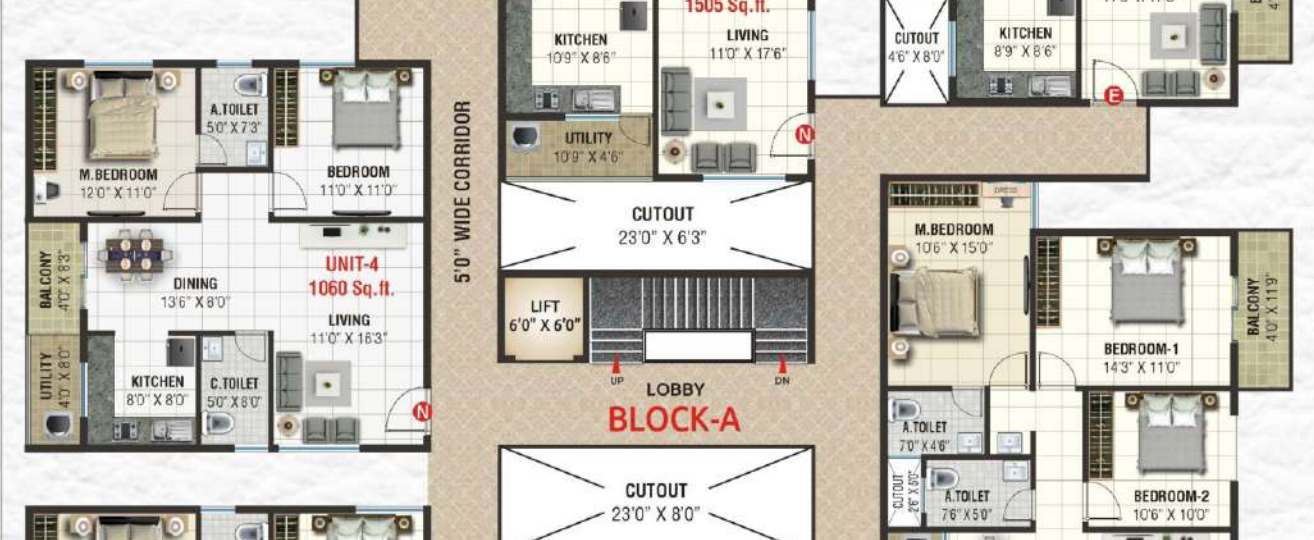 1505 Sq.ft.
KITCHEN
10'9" X 8'6"
LIVING
11'0" X 17'6"
CUTOUT
4'6" X 8'0"
KITCHEN
8'9" X 8'6"
E
A.TOILET
5'0" X 7'3"
M.BEDROOM
12'0" X 11'0"
BEDROOM
11'0" X 11'0"
5'0" WIDE CORRIDOR
UTILITY
10'9" X 4'6"
N
CUTOUT
23'0" X 6'3"
DRESS
M.BEDROOM
10'6" X 15'0"
BALCONY
4'0" X 8'3"
DINING
13'6" X 8'0"
UNIT-4
1060 Sq.ft.
LIVING
11'0" X 16'3"
LIFT
6'0" X 6'0"
UP
DN
LOBBY
BLOCK-A
BEDROOM-1
14'3" X 11'0"
BALCONY
4'0" X 11'9"
UTILITY
4'0" X 8'0"
KITCHEN
8'0" X 8'0"
C.TOILET
5'0" X 8'0"
N
A.TOILET
7'0" X 4'6"
CUTOUT
23'0" X 8'0"
CUTOUT
2'6" X 5'0"
A.TOILET
7'6" X 5'0"
BEDROOM-2
10'6" X 10'0"